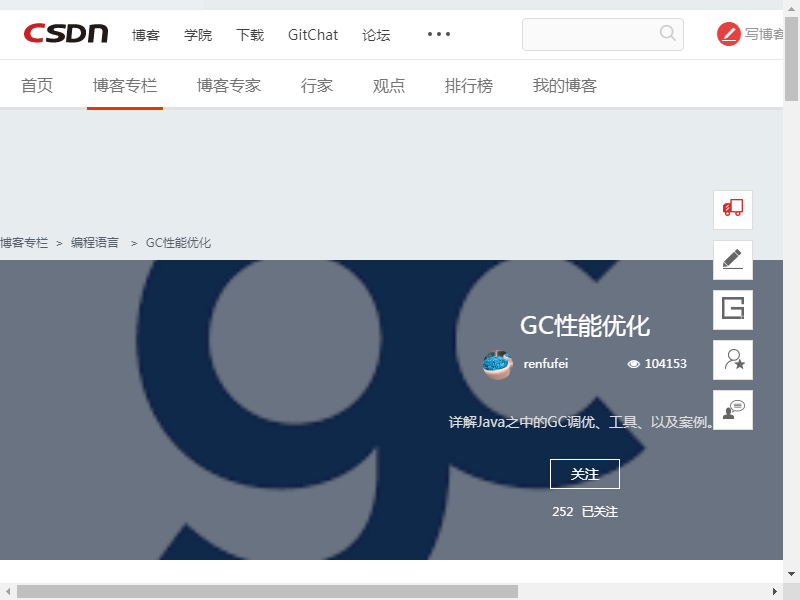 CSDN 博客 学院 下载 GitChat 论坛 ••• 写博客
首页 博客专栏 博客专家 行家 观点 排行榜 我的博客
博客专栏 > 编程语言 > GC性能优化
gc
GC性能优化
renfufei 104153
详解Java之中的GC调优、工具、以及案例。
关注
252 已关注